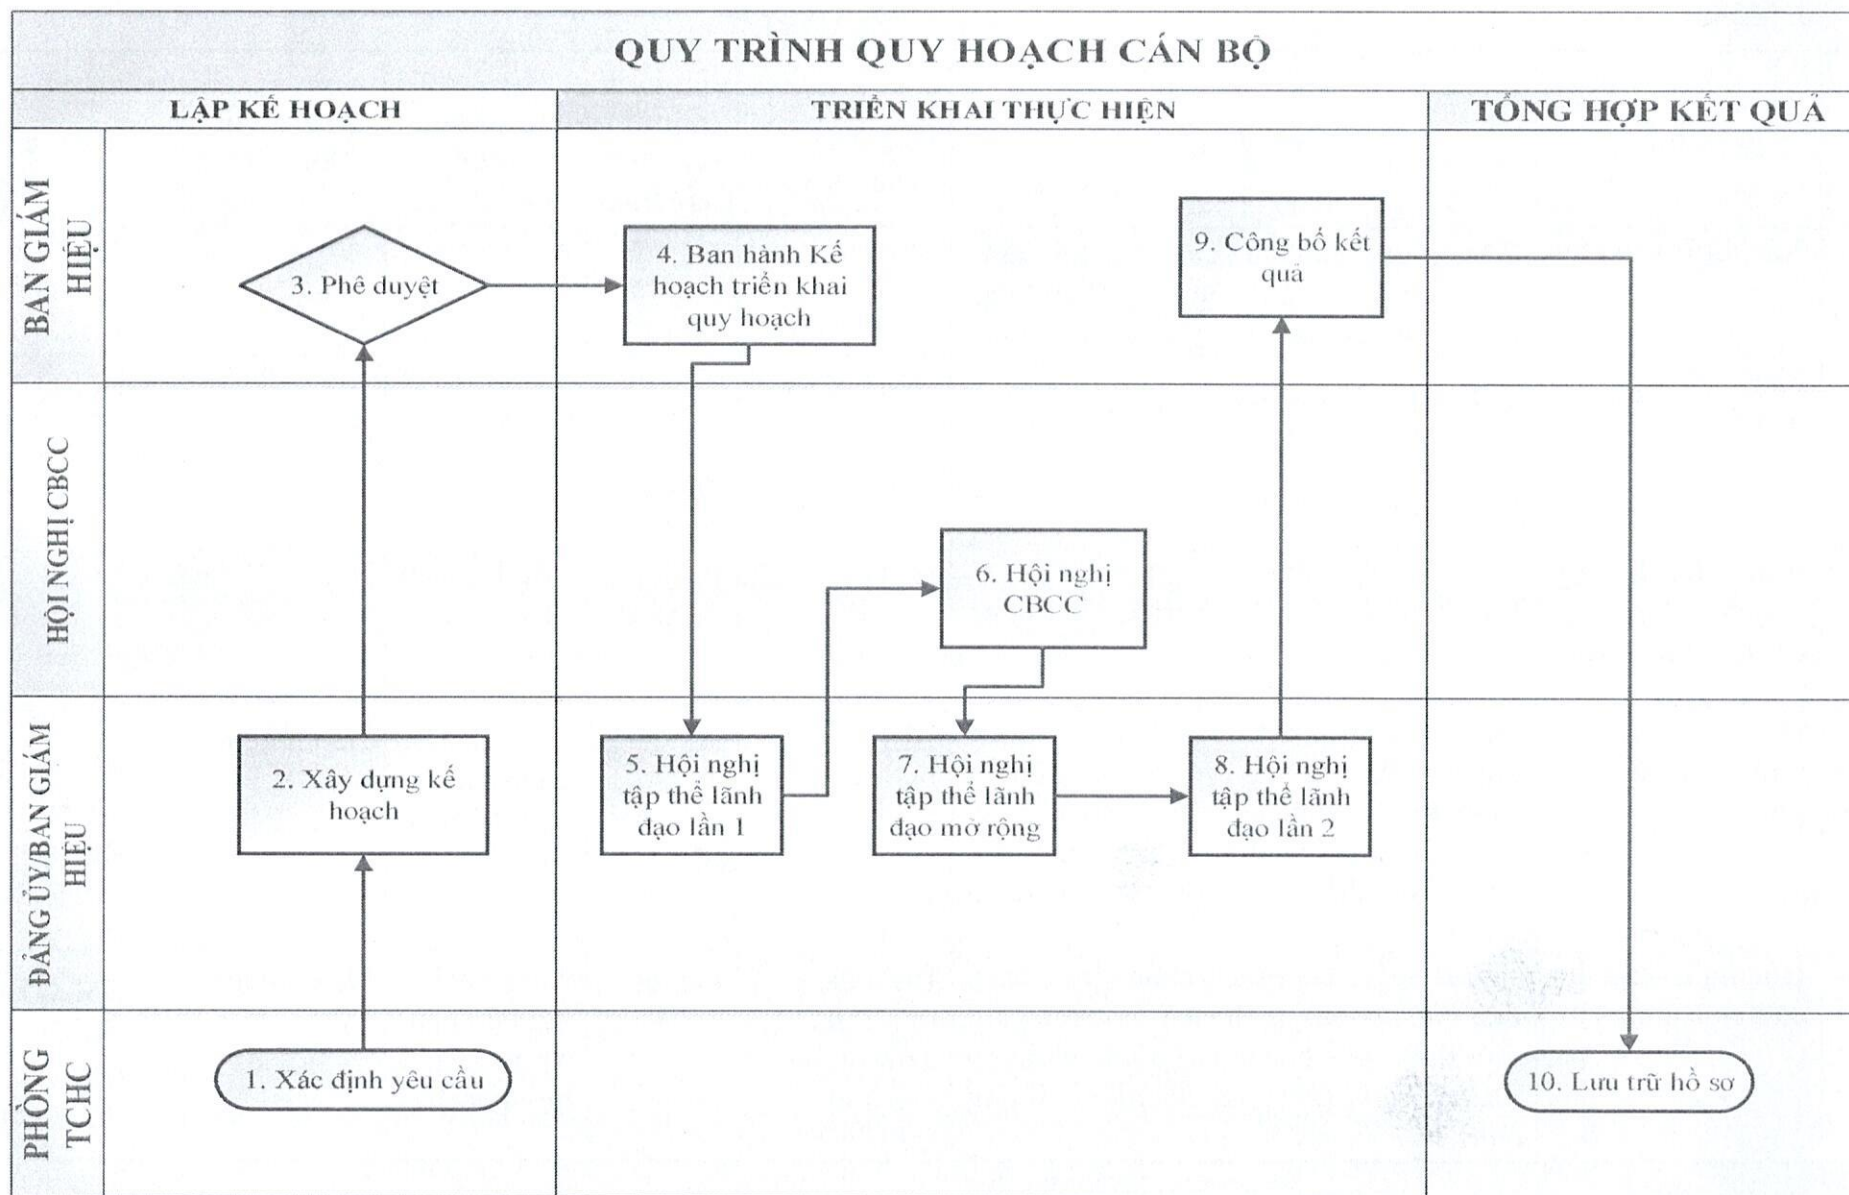 QUY TRÌNH QUY HOẠCH CÁN BỘ
LẬP KẾ HOẠCH
TRIỂN KHAI THỰC HIỆN
TỔNG HỢP KẾT QUẢ
BAN GIÁM
HIỆU
3. Phê duyệt
4. Ban hành Kế
hoạch triển khai
quy hoạch
9. Công bố kết
quả
HỘI NGHỊ CBCC
6. Hội nghị
CBCC
ĐẢNG ỦY/BAN GIÁM
HIỆU
2. Xây dựng kế
hoạch
5. Hội nghị
tập thể lãnh
đạo lần 1
7. Hội nghị
tập thể lãnh
đạo mở rộng
8. Hội nghị
tập thể lãnh
đạo lần 2
PHÒNG
TCHC
1. Xác định yêu cầu
10. Lưu trữ hồ sơ